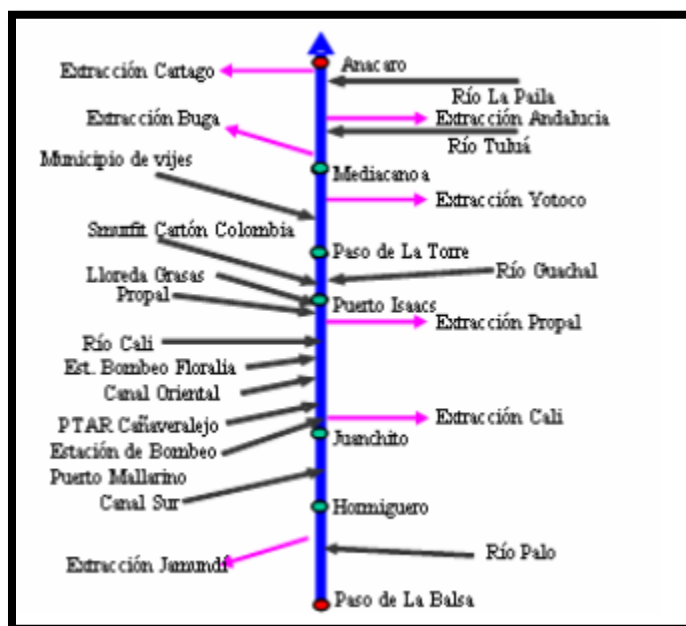 Anacaro
Extracción Cartago
Río La Paila
Extracción Buga
Extracción Andalucia
Río Tuluá
Municipio de vijes
Mediacanoa
Extracción Yotoco
Smurfit Cartón Colombia
Paso de La Torre
Lloreda Grasas
Río Guachal
Propal
Puerto Isaacs
Extracción Propal
Río Cali
Est. Bombeo Floralia
Canal Oriental
PTAR Cañaveralejo
Extracción Cali
Estación de Bombeo
Juanchito
Puerto Mallarino
Canal Sur
Hormiguero
Extracción Jamundí
Río Palo
Paso de La Balsa